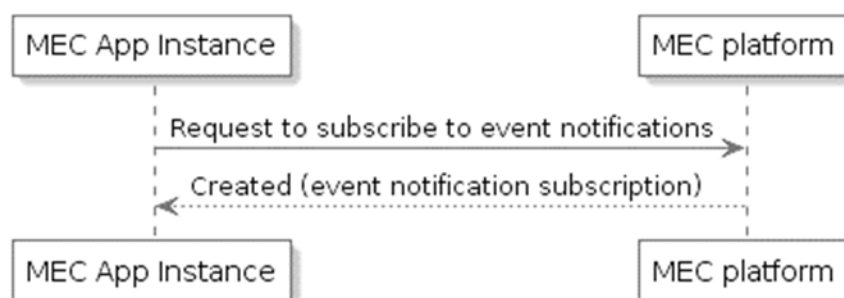 MEC App Instance
MEC platform
Request to subscribe to event notifications
Created (event notification subscription)
MEC App Instance
MEC platform